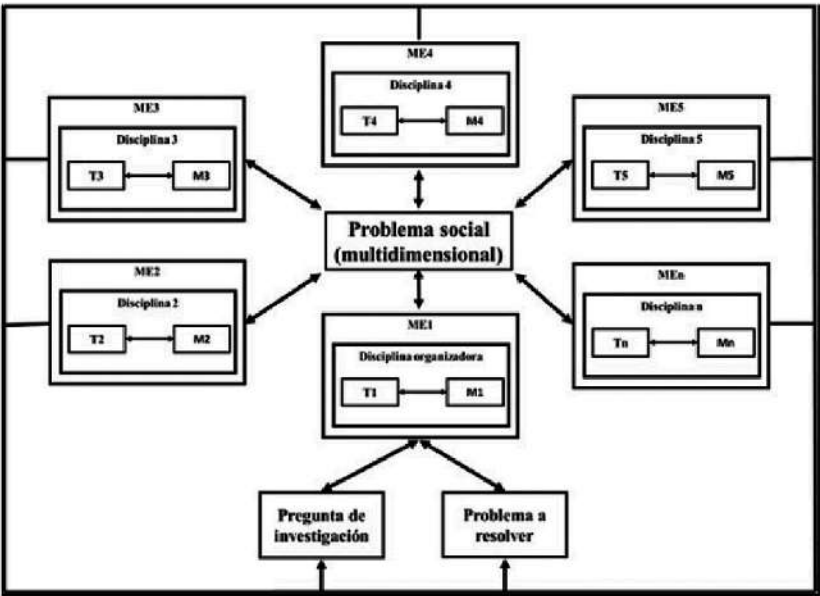 ME4
Disciplina 4
T4 M4
ME3
Disciplina 3
T3 M3
ME5
Disciplina 5
T5 M5
Problema social
(multidimensional)
ME2
Disciplina 2
T2 M2
MEn
Disciplina n
Tn Mn
ME1
Disciplina organizadora
T1 M1
Pregunta de
investigación
Problema a
resolver